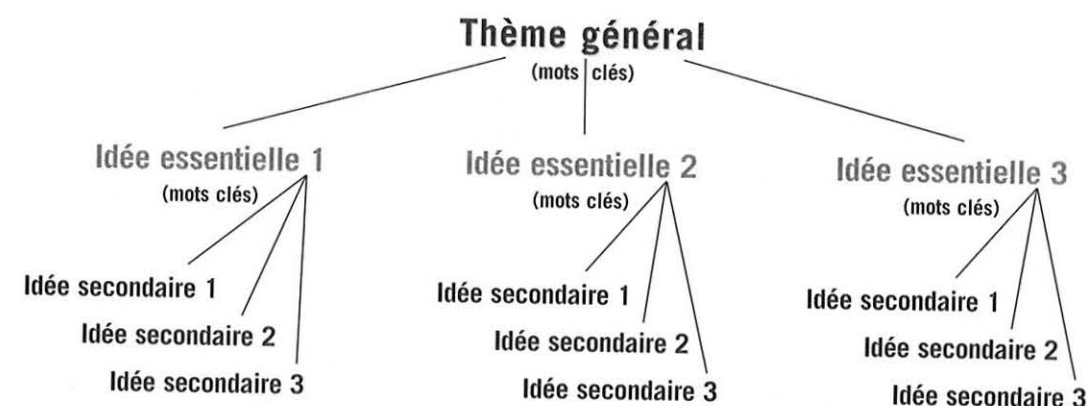 Thème général
(mots clés)
Idée essentielle 1
(mots clés)
Idée secondaire 1
Idée secondaire 2
Idée secondaire 3
Idée essentielle 2
(mots clés)
Idée secondaire 1
Idée secondaire 2
Idée secondaire 3
Idée essentielle 3
(mots clés)
Idée secondaire 1
Idée secondaire 2
Idée secondaire 3